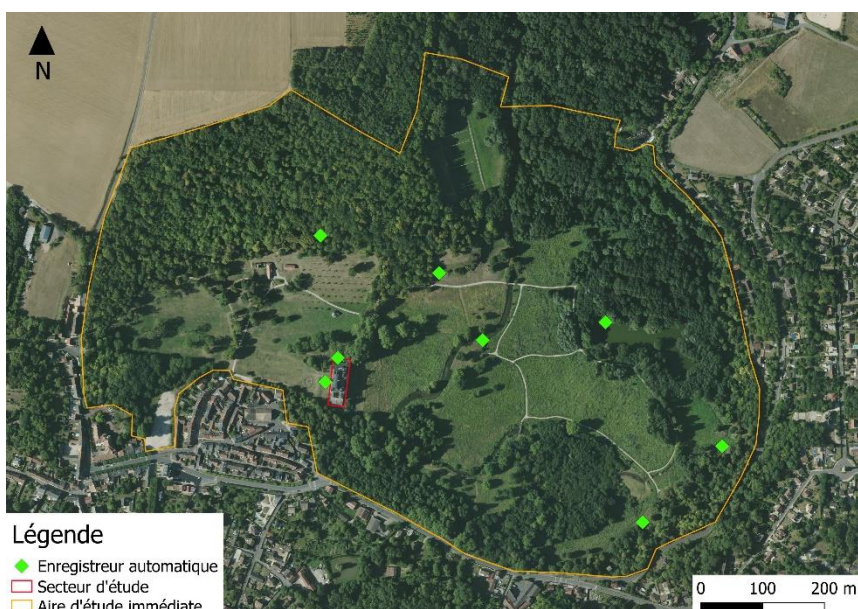 N
Légende
Enregistreur automatique
Secteur d'étude
Aire d'étude immédiate
0 100 200 m